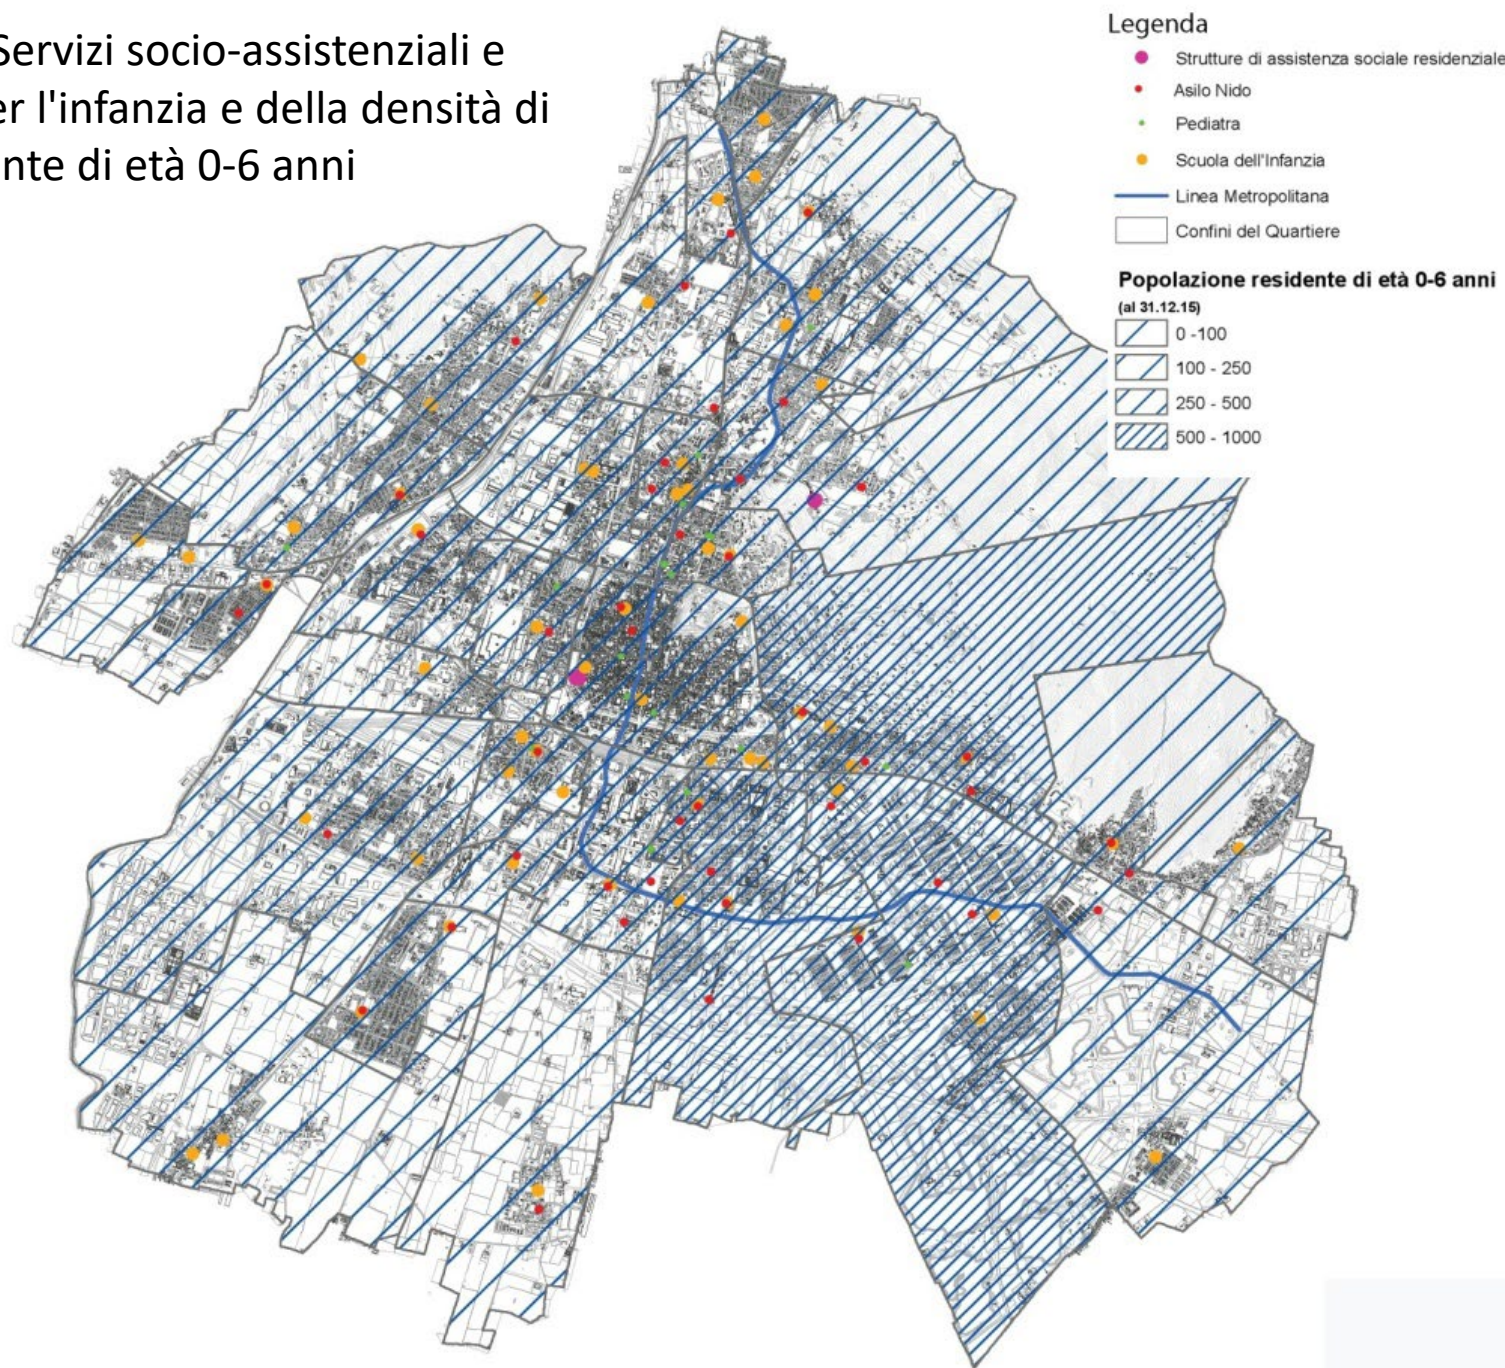 Servizi socio-assistenziali e
er l'infanzia e della densità di
nte di età 0-6 anni
Legenda
Strutture di assistenza sociale residenziale
Asilo Nido
Pediatra
Scuola dell'Infanzia
Linea Metropolitana
Confini del Quartiere
Popolazione residente di età 0-6 anni
(al 31.12.15)
0 -100
100 - 250
250 - 500
500 - 1000